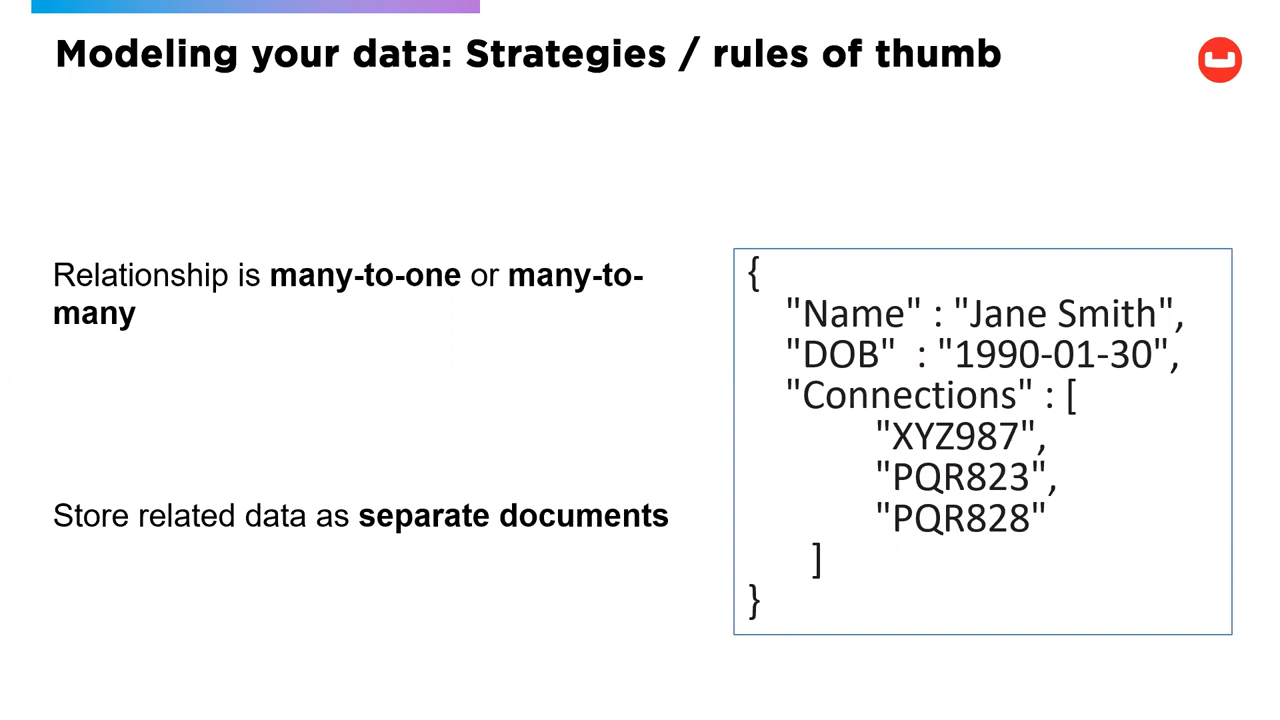 Modeling your data: Strategies / rules of thumb
Relationship is many-to-one or many-to-
many
Store related data as separate documents
{
"Name" : "Jane Smith",
"DOB"  : "1990-01-30",
"Connections" : [
"XYZ987",
"PQR823",
"PQR828"
]
}